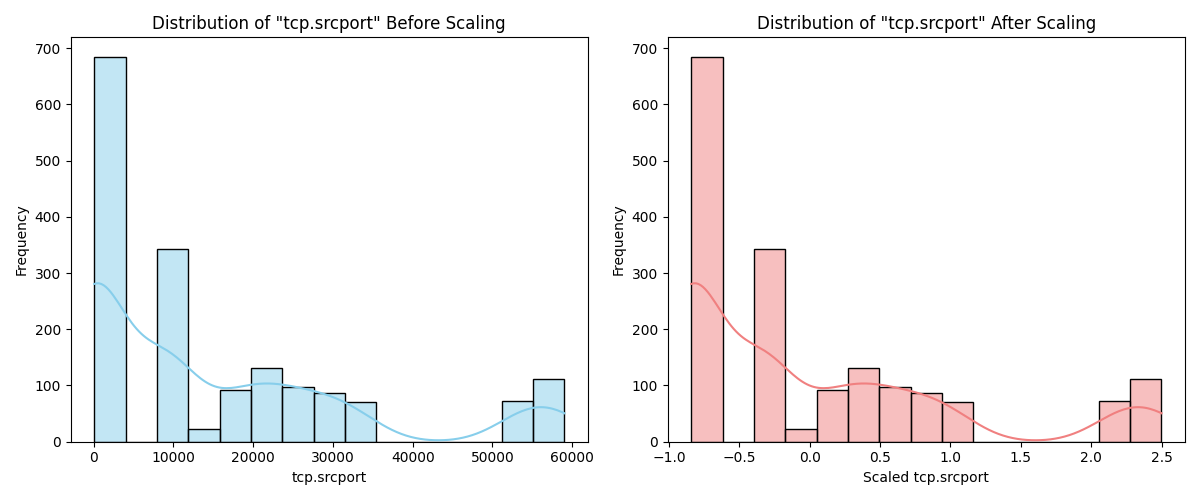 Distribution of "tcp.srcport" Before Scaling
700
600
500
400
300
200
100
0
Frequency
0 10000 20000 30000 40000 50000 60000
tcp.srcport
Distribution of "tcp.srcport" After Scaling
700
600
500
400
300
200
100
0
Frequency
−1.0 −0.5 0.0 0.5 1.0 1.5 2.0 2.5
Scaled tcp.srcport